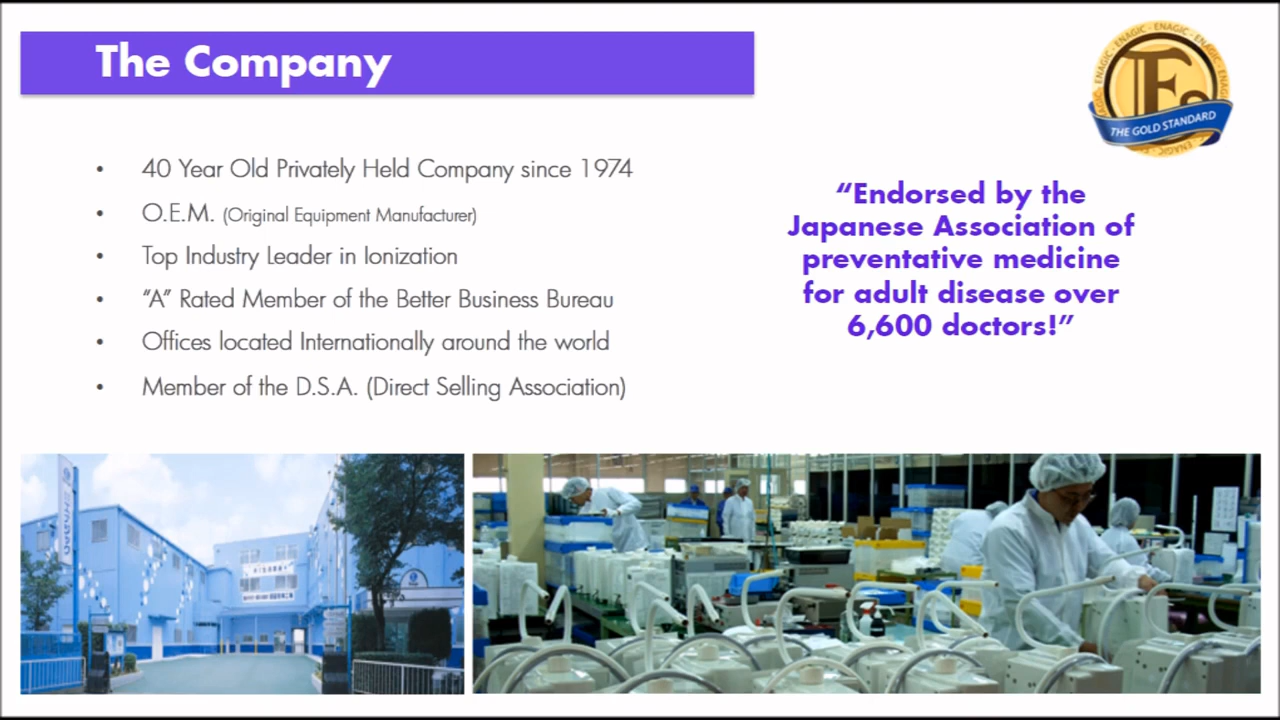 The Company
• 40 Year Old Privately Held Company since 1974
• O.E.M. (Original Equipment Manufacturer)
• Top Industry Leader in Ionization
• “A” Rated Member of the Better Business Bureau
• Offices located Internationally around the world
• Member of the D.S.A. (Direct Selling Association)
ENAGIC - ENAGIC - ENAGIC - ENAGIC
THE GOLD STANDARD
“Endorsed by the
Japanese Association of
preventative medicine
for adult disease over
6,600 doctors!”